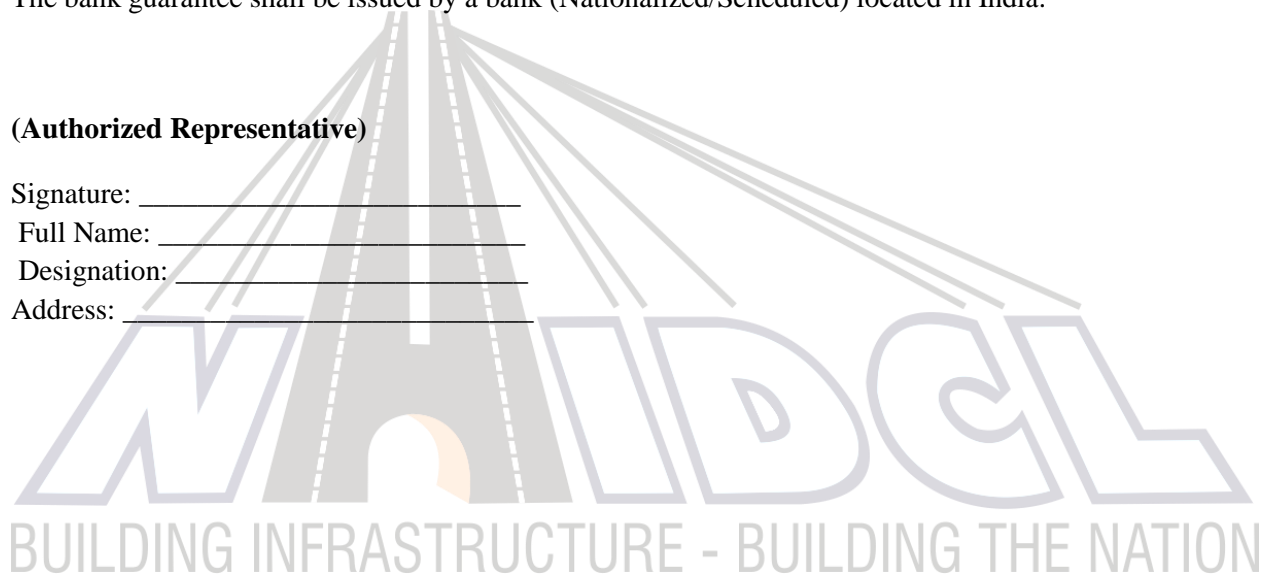 The bank guarantee shall be issued by a bank (Nationalized/Scheduled) located in India.
(Authorized Representative)
Signature: ___________________________
Full Name: __________________________
Designation: _________________________
Address: _____________________________
NHIDCL
BUILDING INFRASTRUCTURE - BUILDING THE NATION